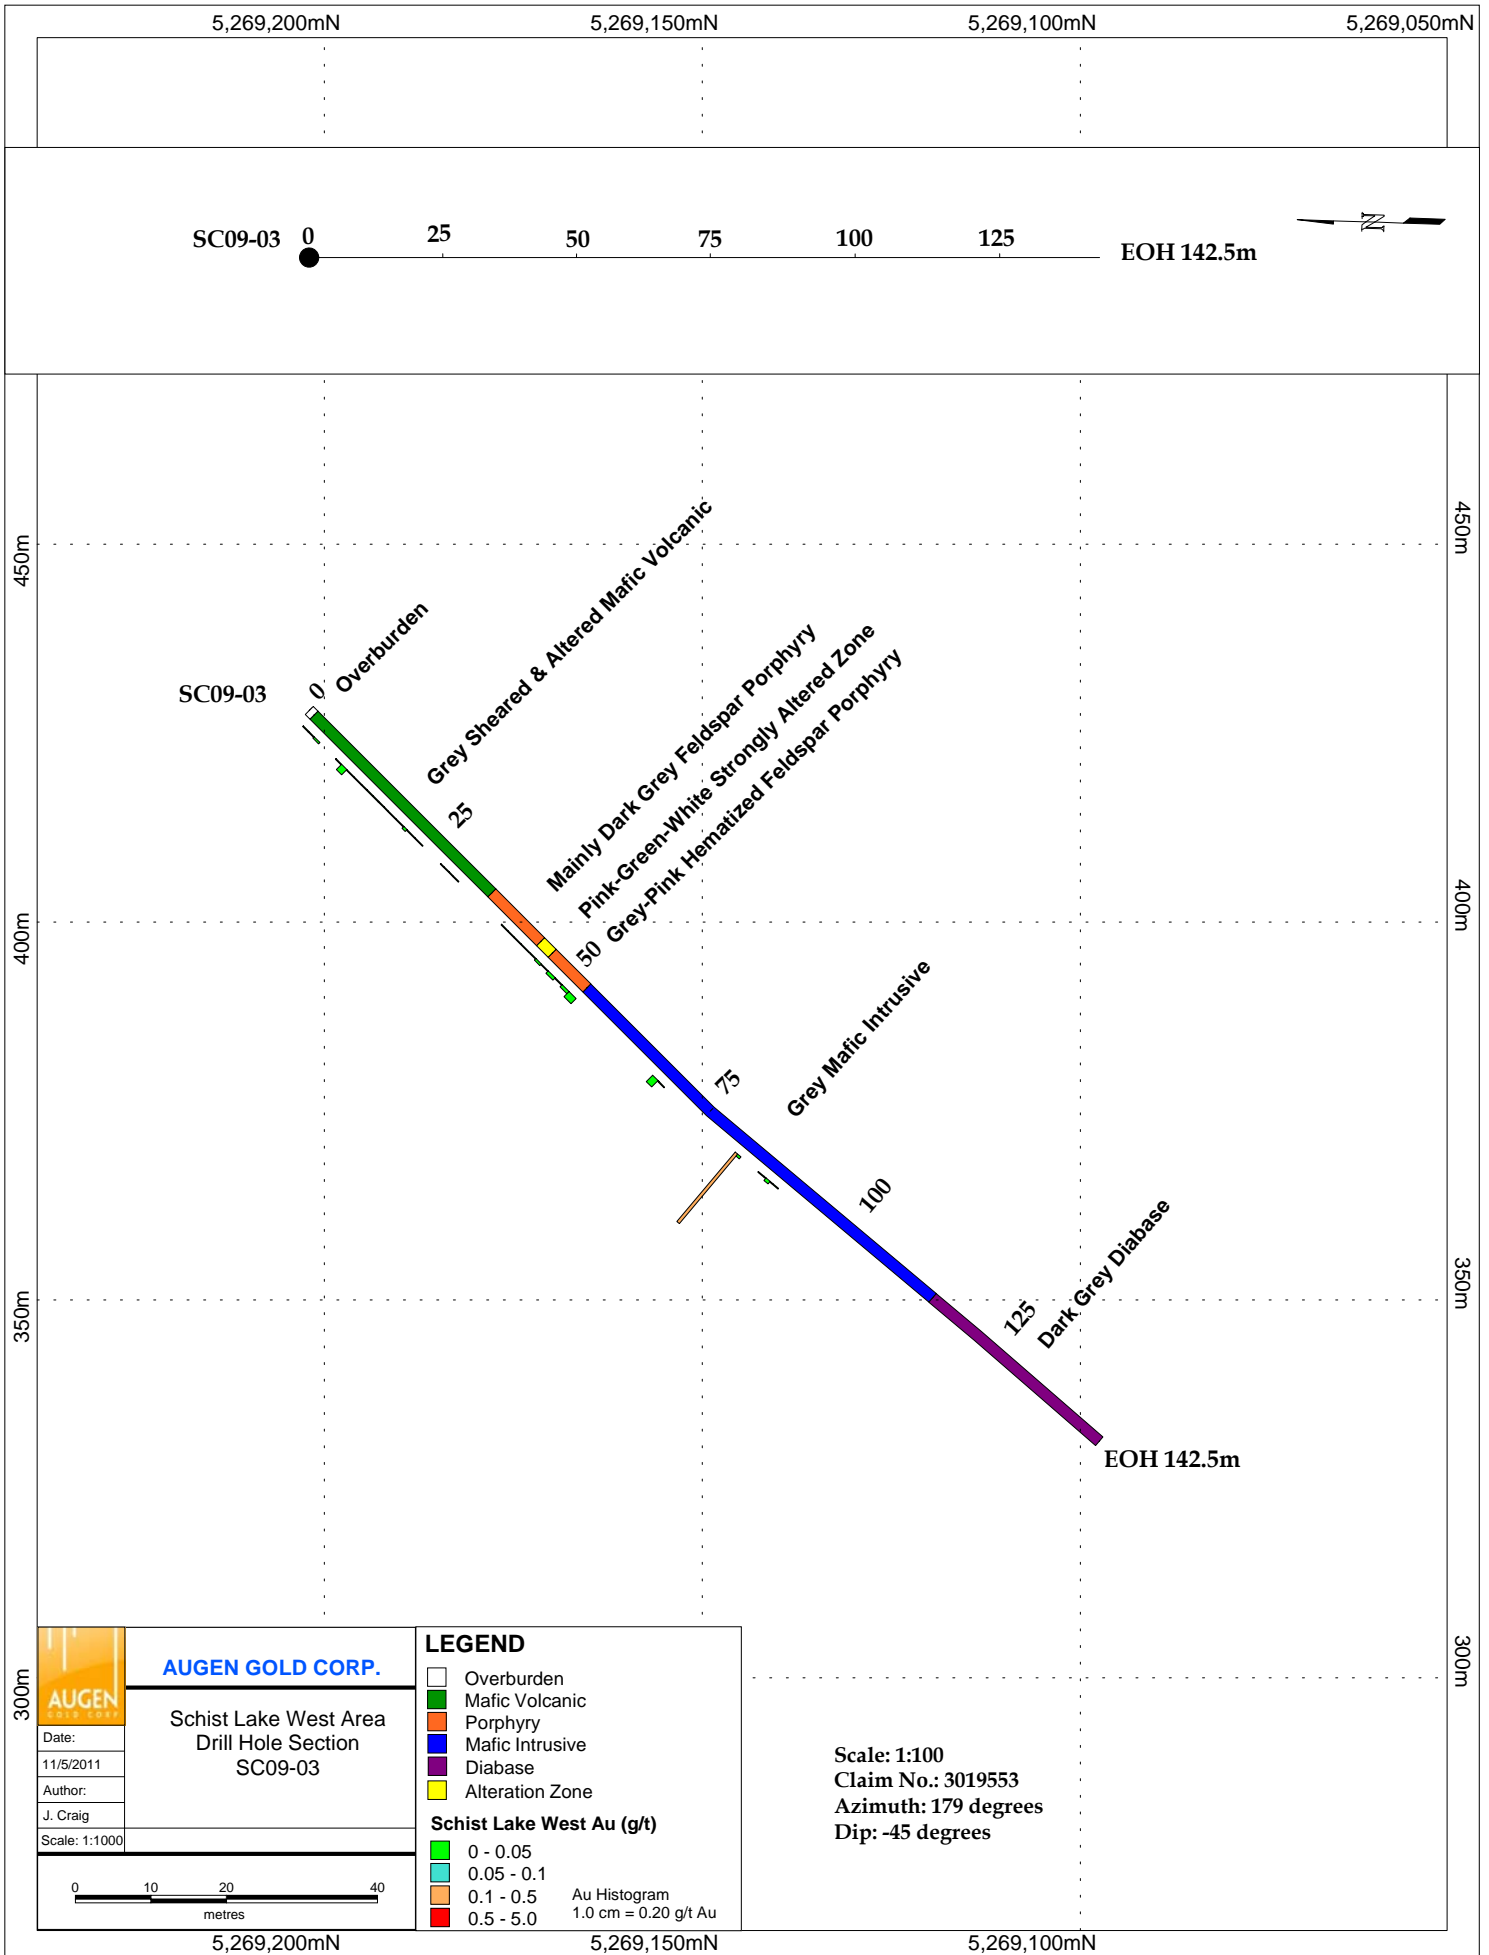 5,269,200mN 5,269,150mN 5,269,100mN 5,269,050mN
SC09-03 0 25 50 75 100 125 EOH 142.5m
N
450m 450m
Overburden
Grey Sheared & Altered Mafic Volcanic
Mainly Dark Grey Feldspar Porphyry
Pink-Green-White Strongly Altered Zone
Grey-Pink Hematized Feldspar Porphyry
SC09-03 0
25
400m 400m
50
Grey Mafic Intrusive
75
100
Dark Grey Diabase
350m 350m
125
EOH 142.5m
300m 300m
AUGEN
GOLD CORP
AUGEN GOLD CORP.
Schist Lake West Area
Drill Hole Section
SC09-03
Date:
11/5/2011
Author:
J. Craig
Scale: 1:1000
0 10 20 40
metres
LEGEND
Overburden
Mafic Volcanic
Porphyry
Mafic Intrusive
Diabase
Alteration Zone
Schist Lake West Au (g/t)
0 - 0.05
0.05 - 0.1
0.1 - 0.5
0.5 - 5.0
Au Histogram
1.0 cm = 0.20 g/t Au
Scale: 1:100
Claim No.: 3019553
Azimuth: 179 degrees
Dip: -45 degrees
5,269,200mN 5,269,150mN 5,269,100mN